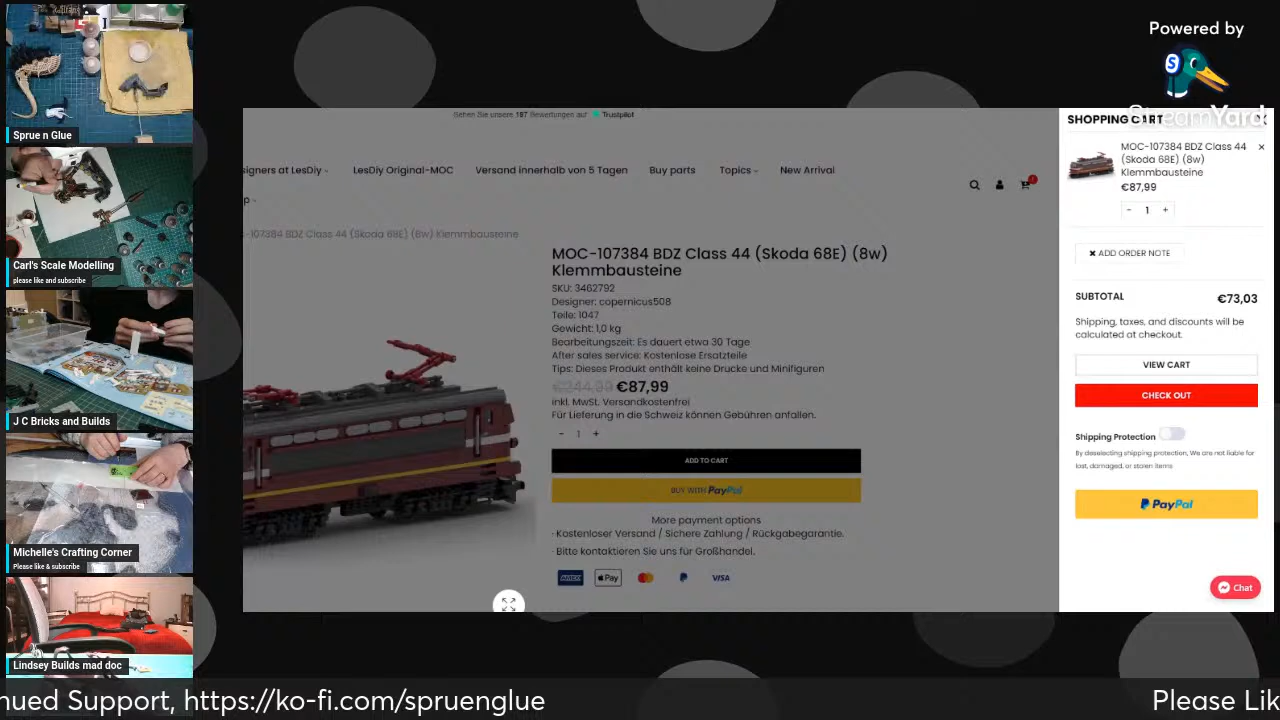 Sprue n Glue
Carl's Scale Modelling
please like and subscribe
J C Bricks and Builds
Michelle's Crafting Corner
Please like & subscribe
Lindsey Builds mad doc
Powered by
StreamYard
Sehen Sie unsere 197 Bewertungen auf Trustpilot
signers at LesDiy
LesDiy Original-MOC
Versand innerhalb von 5 Tagen
Buy parts
Topics
New Arrival
p
-107384 BDZ Class 44 (Skoda 68E) (8w) Klemmbausteine
MOC-107384 BDZ Class 44 (Skoda 68E) (8w)
Klemmbausteine
SKU: 3462792
Designer: copernicus508
Teile: 1047
Gewicht: 1,0 kg
Bearbeitungszeit: Es dauert etwa 30 Tage
After sales service: Kostenlose Ersatzteile
Tips: Dieses Produkt enthält keine Drucke und Minifiguren
€87,99
inkl. MwSt. Versandkostenfrei
Für Lieferung in die Schweiz können Gebühren anfallen.
- 1 +
ADD TO CART
BUY WITH PayPal
More payment options
· Kostenloser Versand / Sichere Zahlung / Rückgabegarantie.
· Bitte kontaktieren Sie uns für Großhandel.
AMEX
Pay
VISA
SHOPPING CART
MOC-107384 BDZ Class 44
(Skoda 68E) (8w)
Klemmbausteine
€87,99
- 1 +
ADD ORDER NOTE
SUBTOTAL €73,03
Shipping, taxes, and discounts will be
calculated at checkout.
VIEW CART
CHECK OUT
Shipping Protection
By deselecting shipping protection, We are not liable for
lost, damaged, or stolen items
PayPal
Chat
nued Support, https://ko-fi.com/spruenglue
Please Lik